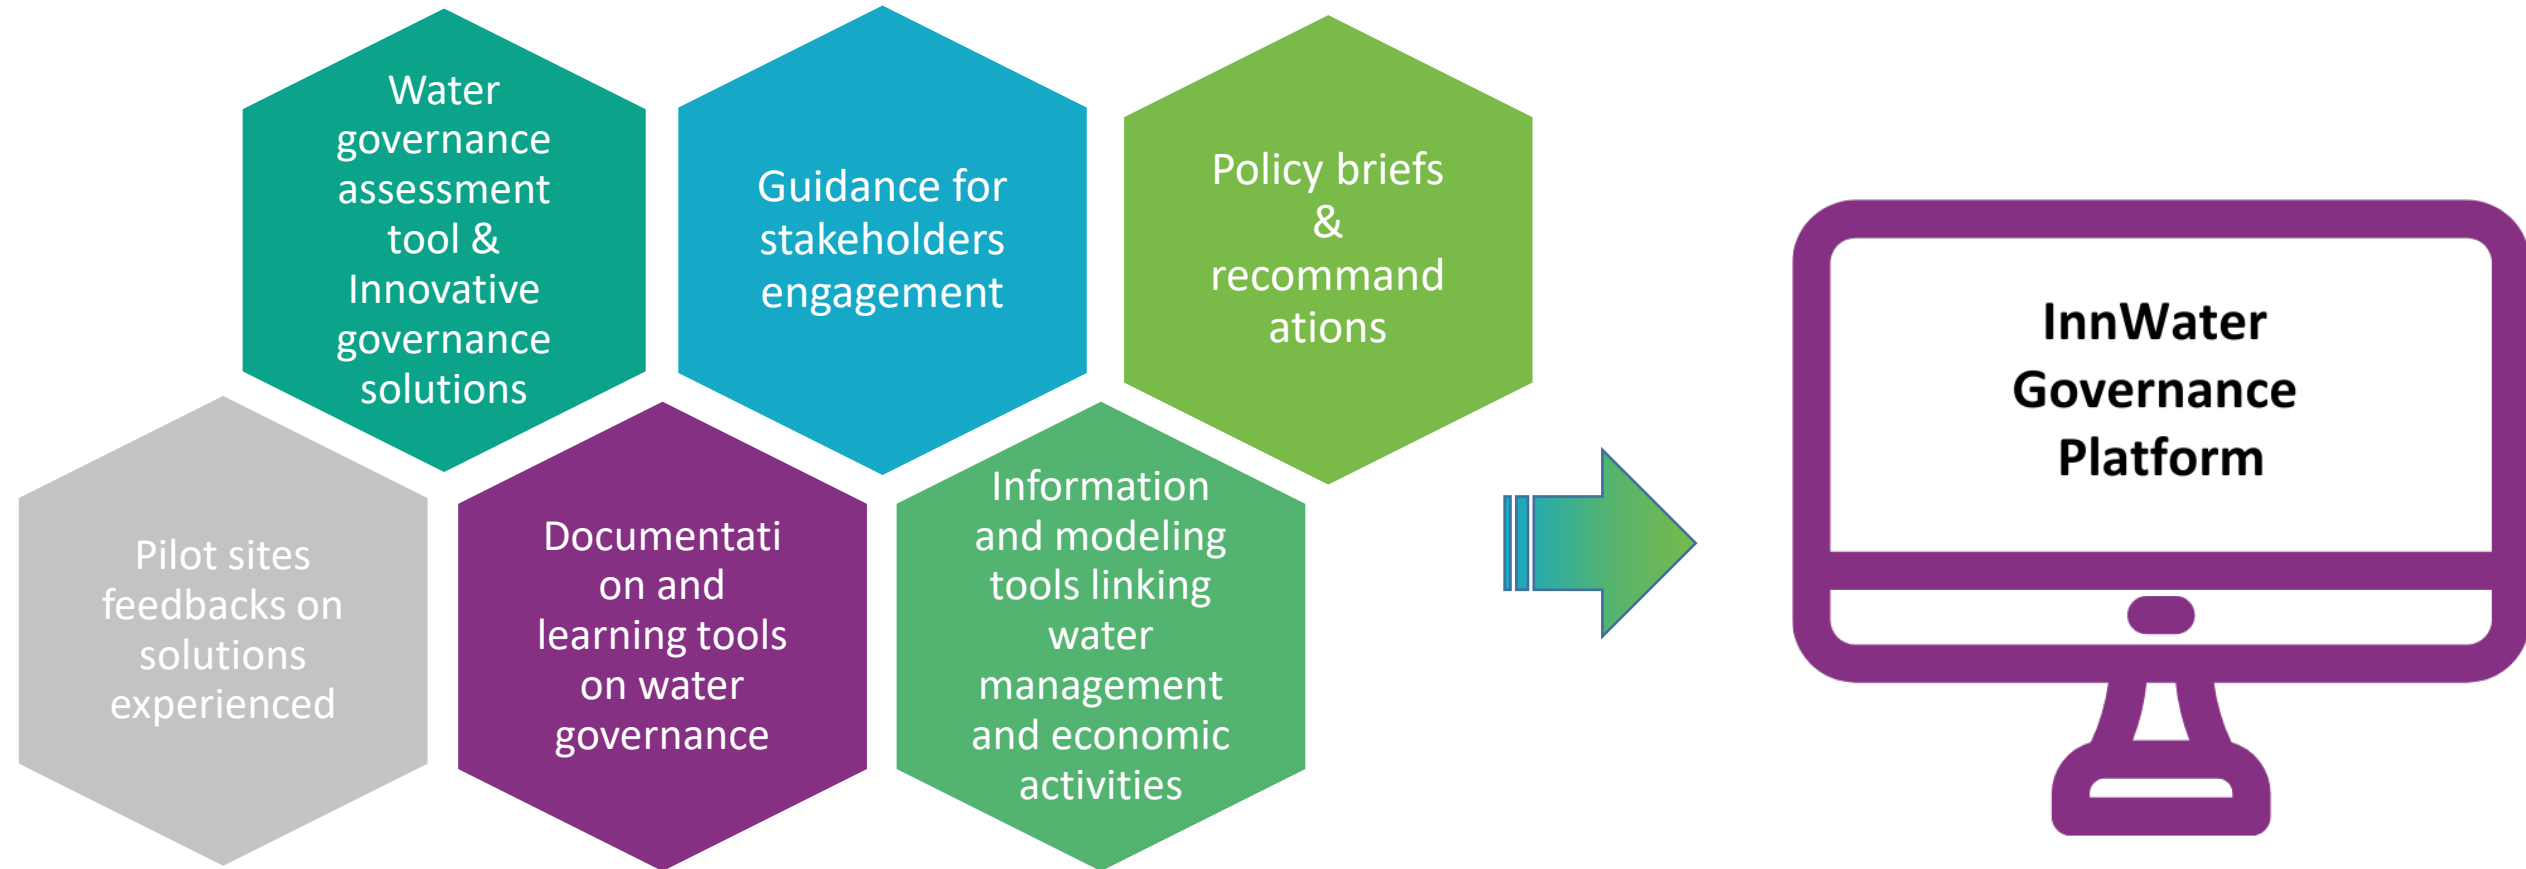 Water
governance
assessment
tool &
Innovative
governance
solutions
Guidance for
stakeholders
engagement
Policy briefs
&
recommand
ations
Pilot sites
feedbacks on
solutions
experienced
Documentati
on and
learning tools
on water
governance
Information
and modeling
tools linking
water
management
and economic
activities
InnWater
Governance
Platform